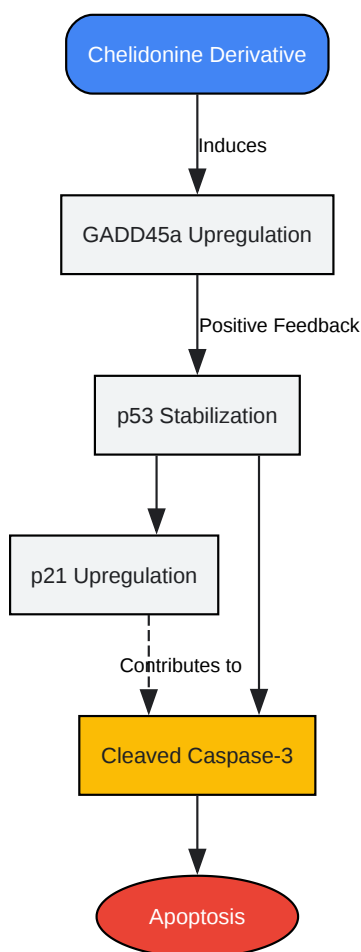 Chelidonine Derivative
Induces
GADD45a Upregulation
Positive Feedback
p53 Stabilization
p21 Upregulation
Contributes to
Cleaved Caspase-3
Apoptosis